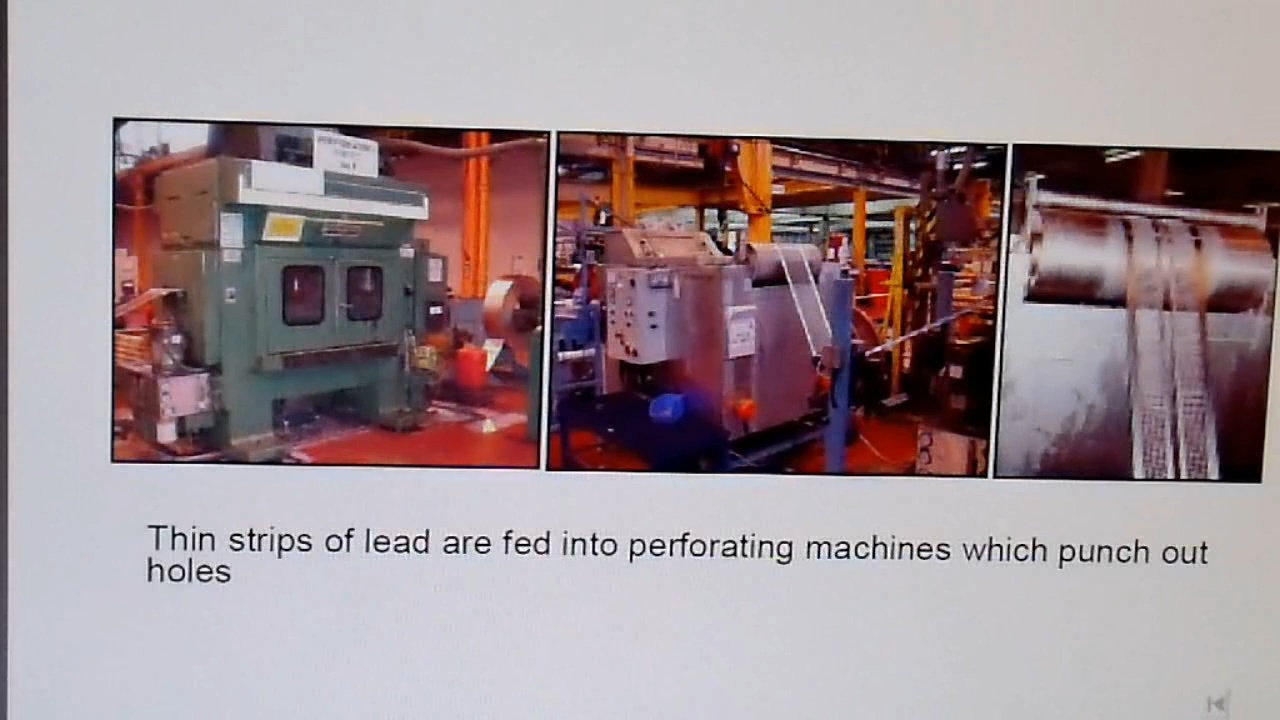 Thin strips of lead are fed into perforating machines which punch out
holes